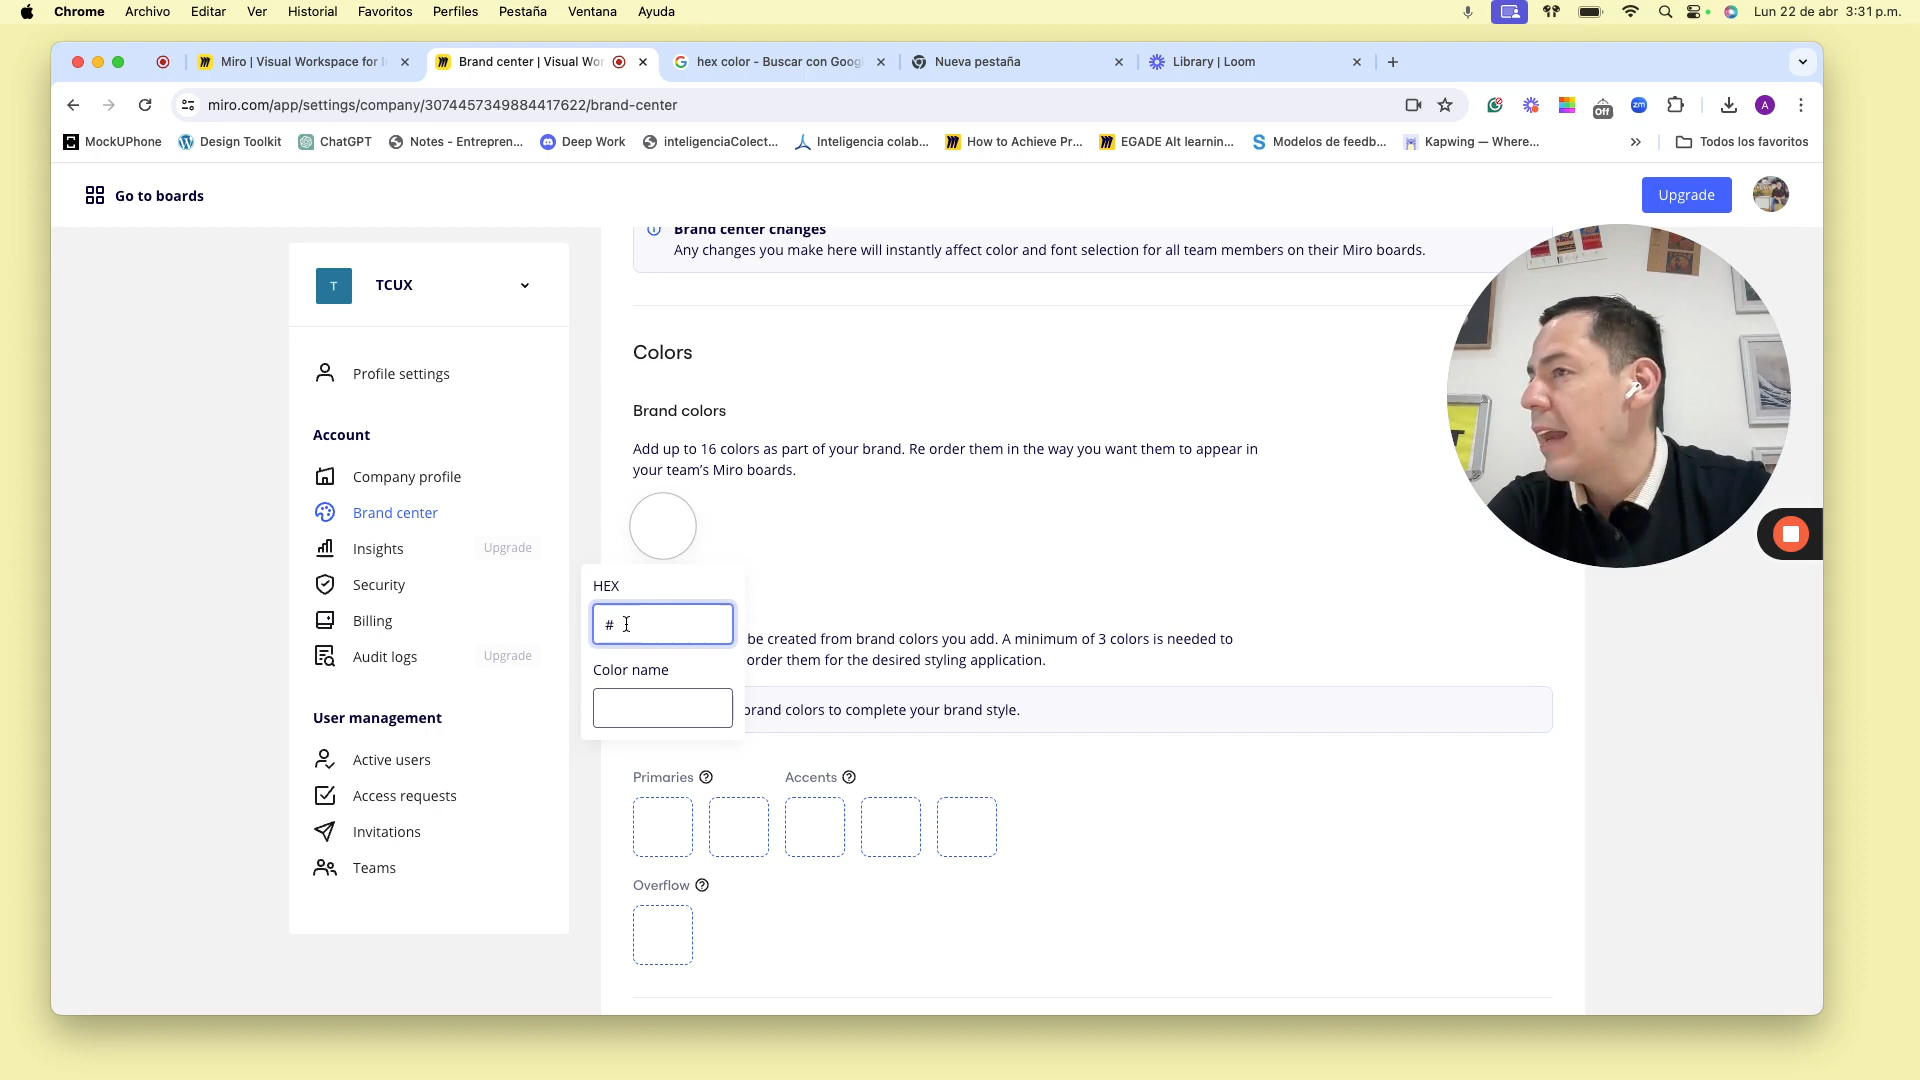 Chrome Archivo Editar Ver Historial Favoritos Perfiles Pestaña Ventana Ayuda Lun 22 de abr 3:31 p.m.
Miro | Visual Workspace for I
Brand center | Visual Wor
hex color - Buscar con Goog
Nueva pestaña
Library | Loom
miro.com/app/settings/company/3074457349884417622/brand-center
Off
zm
A
MockUPhone
Design Toolkit
ChatGPT
Notes - Entrepren...
Deep Work
inteligenciaColect...
Inteligencia colab...
How to Achieve Pr...
EGADE Alt learnin...
Modelos de feedb...
Kapwing — Where...
Todos los favoritos
Go to boards
Upgrade
T
TCUX
Profile settings
Account
Company profile
Brand center
Insights Upgrade
Security
Billing
Audit logs Upgrade
User management
Active users
Access requests
Invitations
Teams
Brand center changes
Any changes you make here will instantly affect color and font selection for all team members on their Miro boards.
Colors
Brand colors
Add up to 16 colors as part of your brand. Re order them in the way you want them to appear in
your team's Miro boards.
HEX
#
Color name
be created from brand colors you add. A minimum of 3 colors is needed to
order them for the desired styling application.
brand colors to complete your brand style.
Primaries
Accents
Overflow